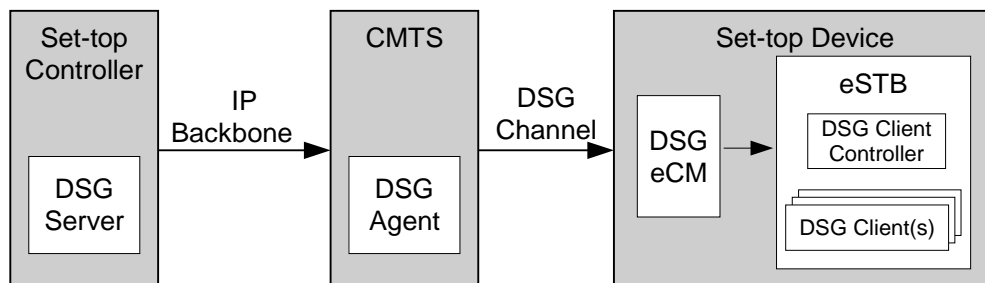 Set-top
Controller
DSG
Server
IP
Backbone
CMTS
DSG
Agent
DSG
Channel
Set-top Device
DSG
eCM
eSTB
DSG Client
Controller
DSG Client(s)